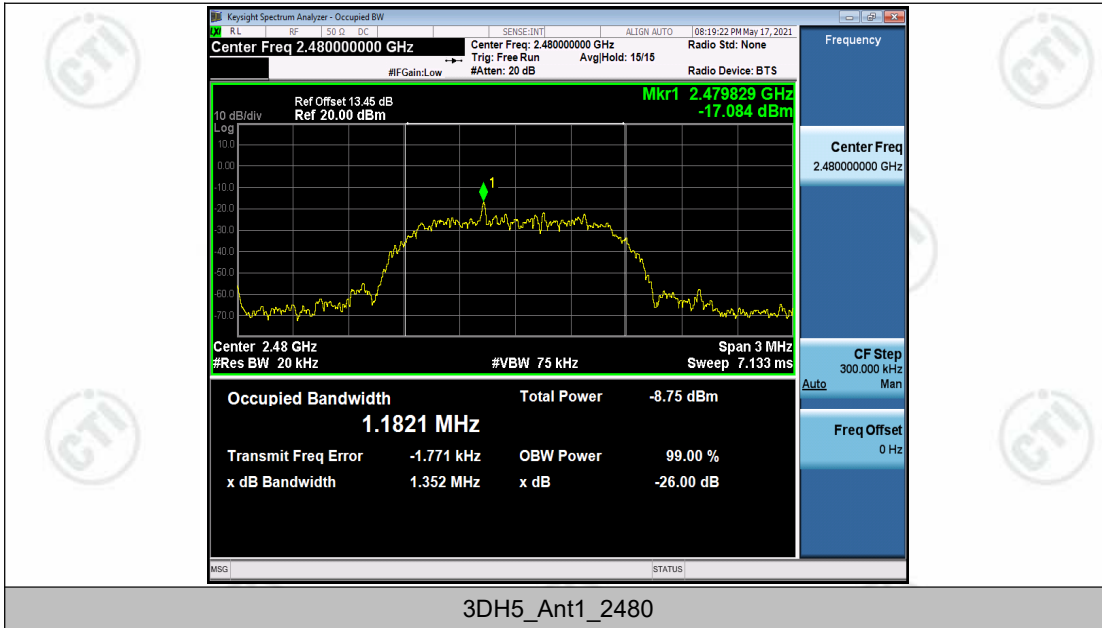 Keysight Spectrum Analyzer - Occupied BW
LXI RL RF 50 Ω DC SENSE:INT ALIGN AUTO 08:19:22 PM May 17, 2021
Center Freq 2.480000000 GHz
Center Freq: 2.480000000 GHz
Radio Std: None
Trig: Free Run Avg|Hold: 15/15
#IFGain:Low
#Atten: 20 dB
Radio Device: BTS
Mkr1 2.479829 GHz
-17.084 dBm
Ref Offset 13.45 dB
10 dB/div Ref 20.00 dBm
Log
10.0
0.00
-10.0
-20.0
-30.0
-40.0
-50.0
-60.0
-70.0
1
Center 2.48 GHz
Span 3 MHz
#Res BW 20 kHz
#VBW 75 kHz
Sweep 7.133 ms
Occupied Bandwidth
1.1821 MHz
Total Power -8.75 dBm
Transmit Freq Error -1.771 kHz
OBW Power 99.00 %
x dB Bandwidth 1.352 MHz
x dB -26.00 dB
MSG
STATUS
Frequency
Center Freq
2.480000000 GHz
CF Step
300.000 kHz
Auto Man
Freq Offset
0 Hz
3DH5_Ant1_2480
CTI
CTI
CTI
CTI